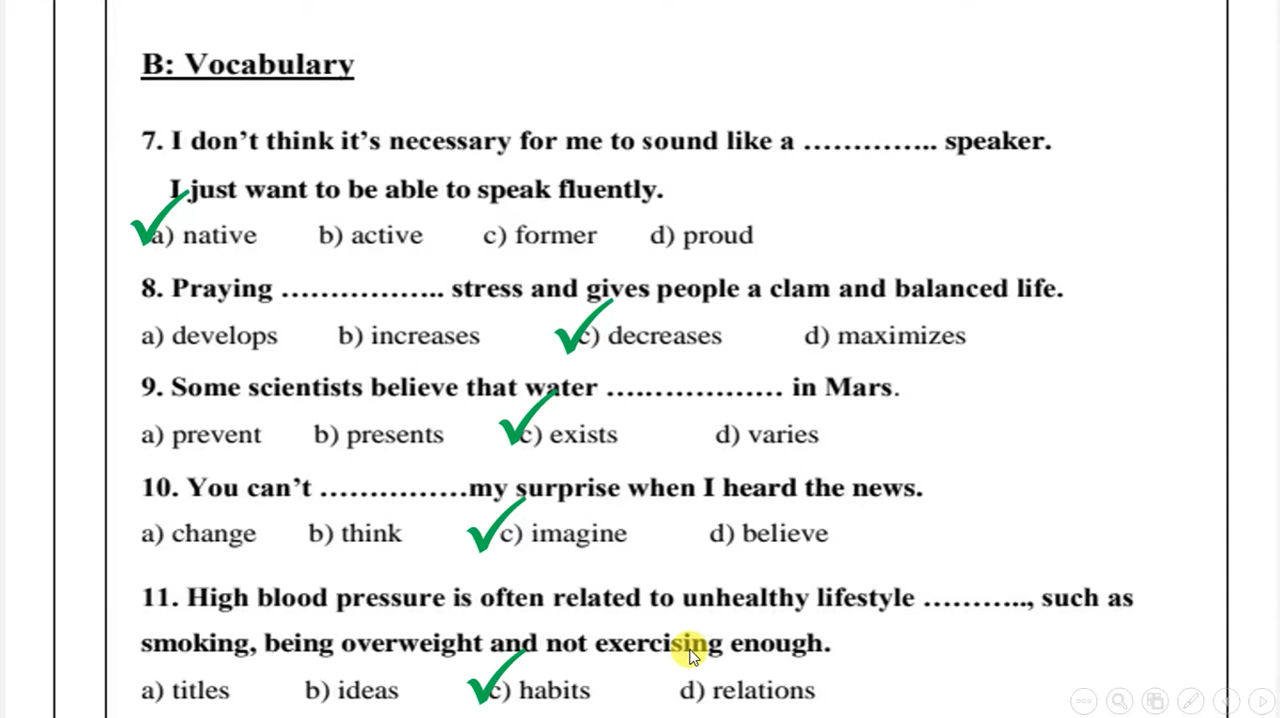 B: Vocabulary
7. I don’t think it’s necessary for me to sound like a ………….. speaker.
I just want to be able to speak fluently.
a) native b) active c) former d) proud
8. Praying …………….. stress and gives people a clam and balanced life.
a) develops b) increases c) decreases d) maximizes
9. Some scientists believe that water ………………. in Mars.
a) prevent b) presents c) exists d) varies
10. You can’t …………….my surprise when I heard the news.
a) change b) think c) imagine d) believe
11. High blood pressure is often related to unhealthy lifestyle ……….., such as
smoking, being overweight and not exercising enough.
a) titles b) ideas c) habits d) relations